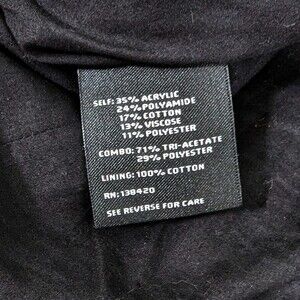 SELF: 35% ACRYLIC
24% POLYAMIDE
17% COTTON
13% VISCOSE
11% POLYESTER
COMBO: 71% TRI-ACETATE
29% POLYESTER
LINING: 100% COTTON
RN: 138420
SEE REVERSE FOR CARE